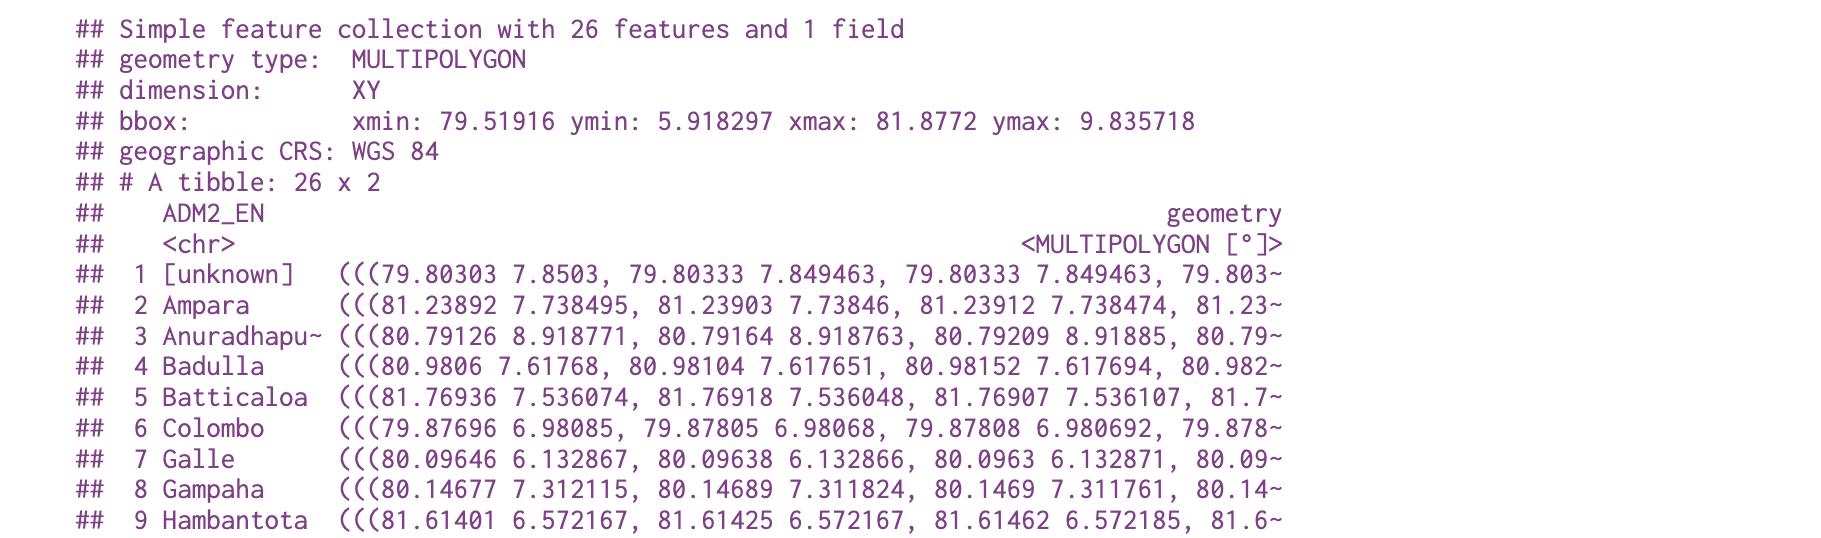 ## Simple feature collection with 26 features and 1 field
## geometry type:  MULTIPOLYGON
## dimension:      XY
## bbox:           xmin: 79.51916 ymin: 5.918297 xmax: 81.8772 ymax: 9.835718
## geographic CRS: WGS 84
## # A tibble: 26 x 2
##    ADM2_EN                                                              geometry
##    <chr>                                                      <MULTIPOLYGON [°]>
##  1 [unknown]   (((79.80303 7.8503, 79.80333 7.849463, 79.80333 7.849463, 79.803~
##  2 Ampara      (((81.23892 7.738495, 81.23903 7.73846, 81.23912 7.738474, 81.23~
##  3 Anuradhapu~ (((80.79126 8.918771, 80.79164 8.918763, 80.79209 8.91885, 80.79~
##  4 Badulla     (((80.9806 7.61768, 80.98104 7.617651, 80.98152 7.617694, 80.982~
##  5 Batticaloa  (((81.76936 7.536074, 81.76918 7.536048, 81.76907 7.536107, 81.7~
##  6 Colombo     (((79.87696 6.98085, 79.87805 6.98068, 79.87808 6.980692, 79.878~
##  7 Galle       (((80.09646 6.132867, 80.09638 6.132866, 80.0963 6.132871, 80.09~
##  8 Gampaha     (((80.14677 7.312115, 80.14689 7.311824, 80.1469 7.311761, 80.14~
##  9 Hambantota  (((81.61401 6.572167, 81.61425 6.572167, 81.61462 6.572185, 81.6~